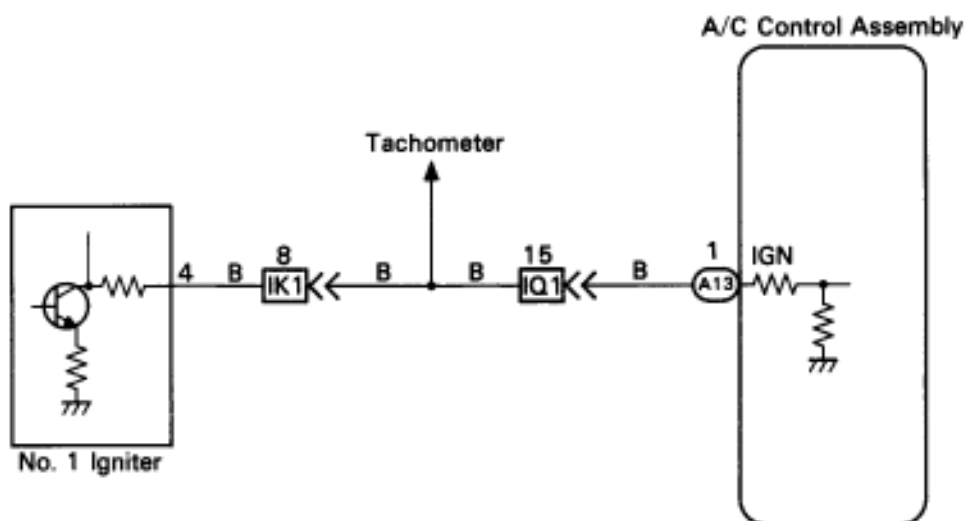 A/C Control Assembly
Tachometer
8
15
1
IGN
4
B
IK1
B
B
IQ1
B
A13
No. 1 Igniter